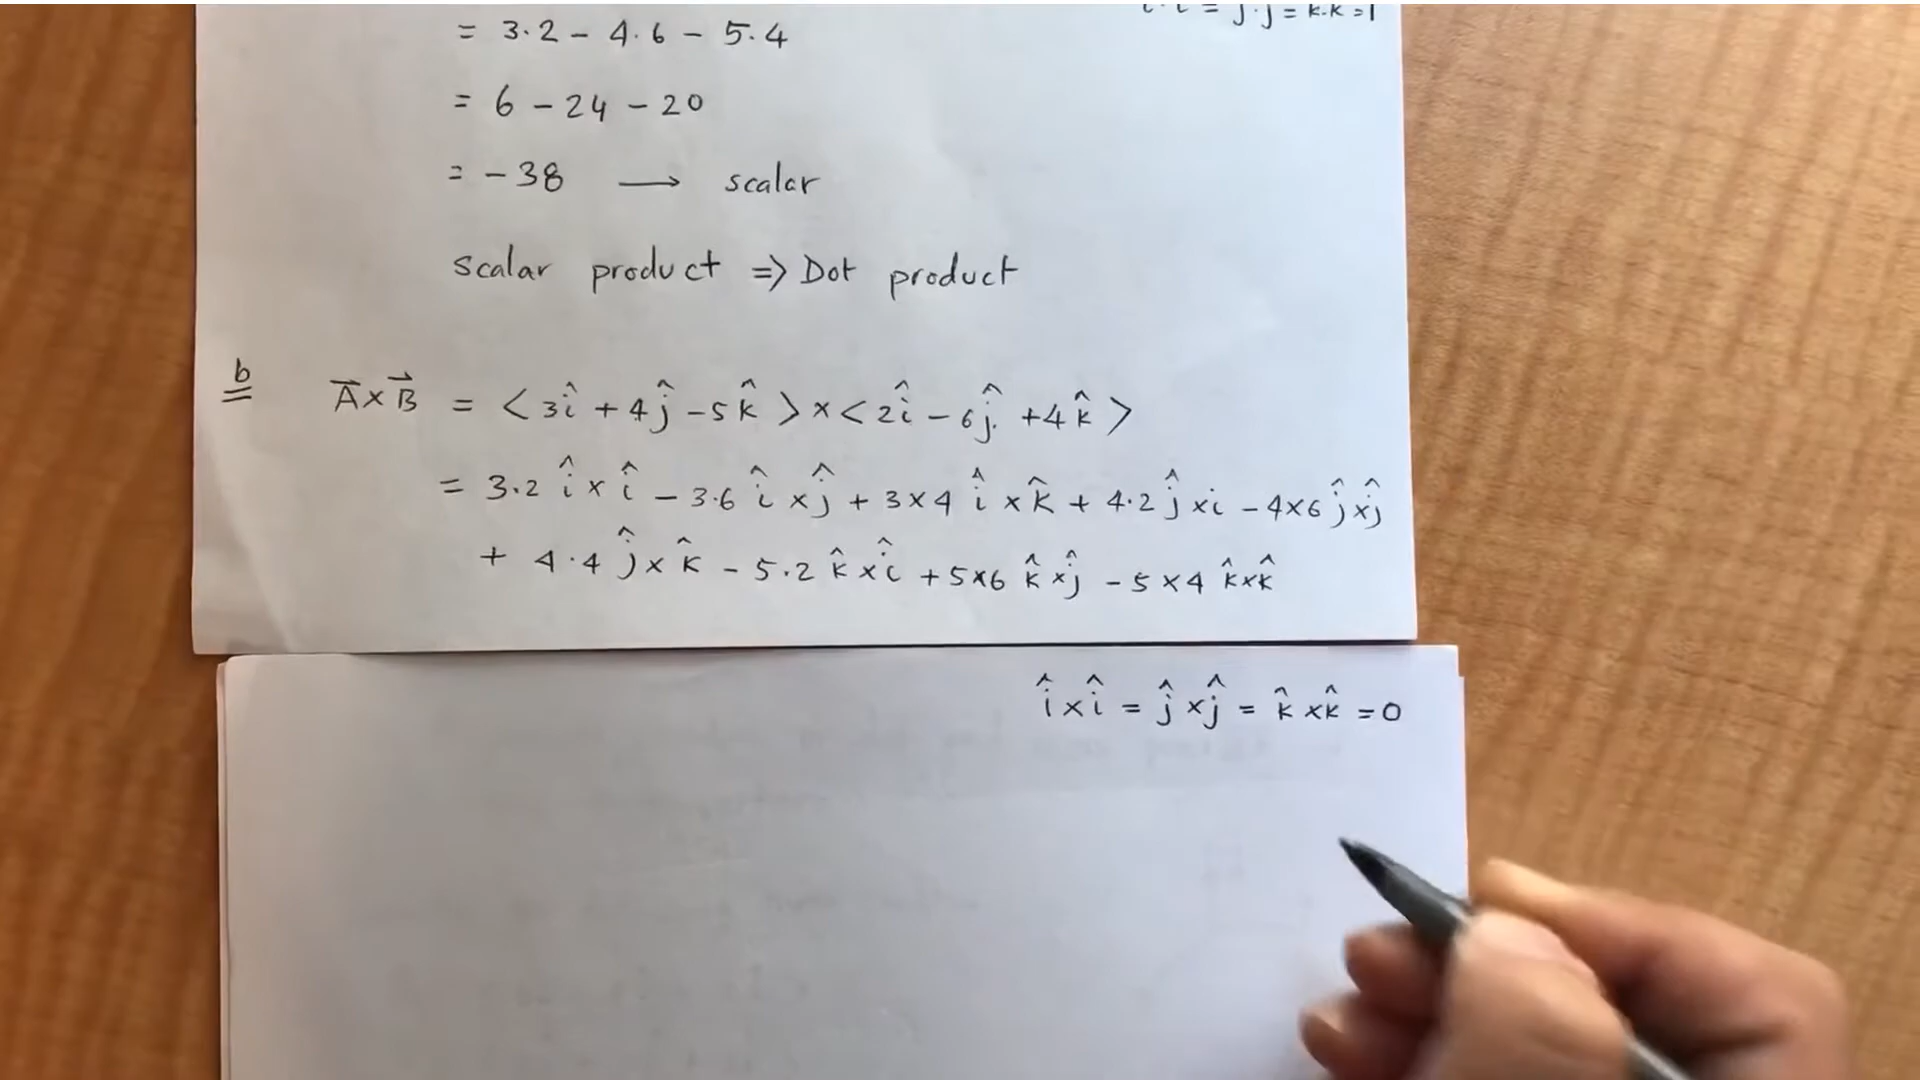 i · i = j · j = k.k = 1
= 3.2 - 4.6 - 5.4
= 6 - 24 - 20
= -38 ⟶ scalar
scalar product ⇒ Dot product
b
A⃗ × B⃗ = < 3î + 4ĵ - 5k̂ > × < 2î - 6ĵ + 4k̂ >
= 3.2 î × î - 3.6 î × ĵ + 3×4 î × k̂ + 4.2 ĵ × i - 4×6 ĵ × ĵ
+ 4.4 ĵ × k̂ - 5.2 k̂ × î + 5×6 k̂ × ĵ - 5×4 k̂ × k̂
î × î = ĵ × ĵ = k̂ × k̂ = 0